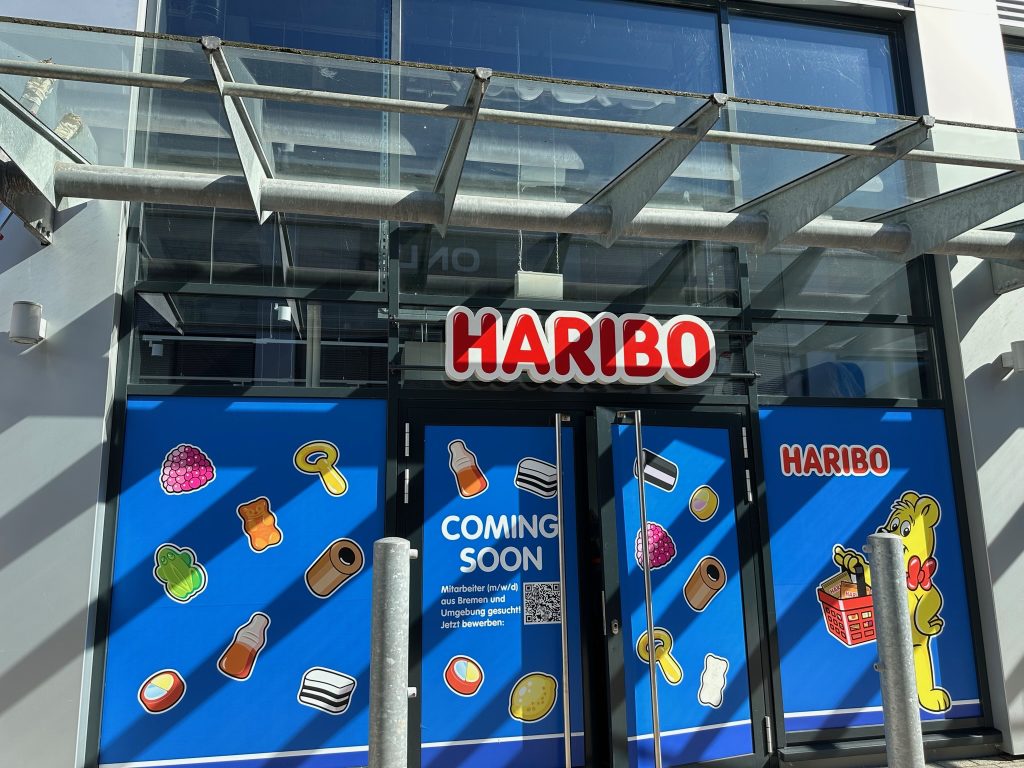 HARIBO
HARIBO
COMING
SOON
Mitarbeiter (m/w/d)
aus Bremen und
Umgebung gesucht!
Jetzt bewerben: